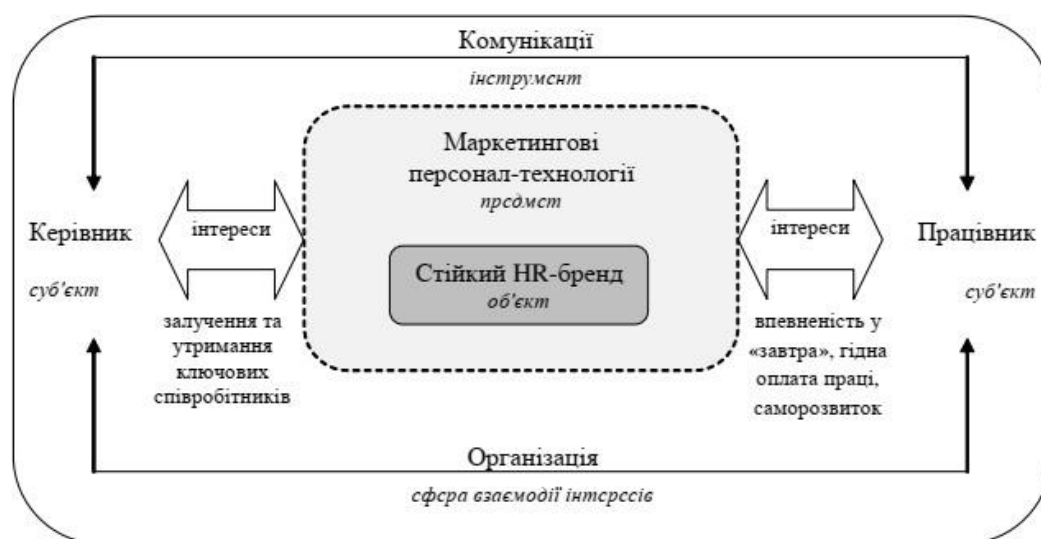 Комунікації
інструмент
Маркетингові
персонал-технології
предмет
Керівник
суб'єкт
інтереси
залучення та
утримання
ключових
співробітників
Стійкий HR-бренд
об'єкт
інтереси
впевненість у
«завтра», гідна
оплата праці,
саморозвиток
Працівник
суб'єкт
Організація
сфера взаємодії інтересів